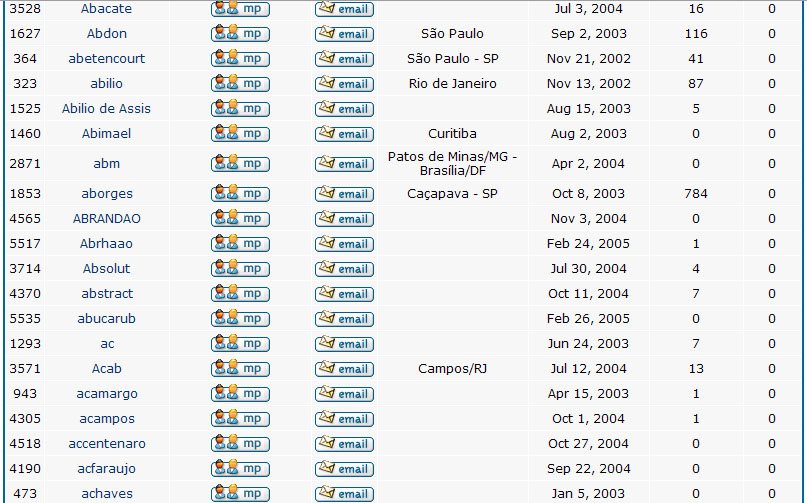 3528 Abacate mp email Jul 3, 2004 16 0
1627 Abdon mp email São Paulo Sep 2, 2003 116 0
364 abetencourt mp email São Paulo - SP Nov 21, 2002 41 0
323 abilio mp email Rio de Janeiro Nov 13, 2002 87 0
1525 Abilio de Assis mp email Aug 15, 2003 5 0
1460 Abimael mp email Curitiba Aug 2, 2003 0 0
2871 abm mp email Patos de Minas/MG - Brasília/DF Apr 2, 2004 0 0
1853 aborges mp email Caçapava - SP Oct 8, 2003 784 0
4565 ABRANDAO mp email Nov 3, 2004 0 0
5517 Abrhaao mp email Feb 24, 2005 1 0
3714 Absolut mp email Jul 30, 2004 4 0
4370 abstract mp email Oct 11, 2004 7 0
5535 abucarub mp email Feb 26, 2005 0 0
1293 ac mp email Jun 24, 2003 7 0
3571 Acab mp email Campos/RJ Jul 12, 2004 13 0
943 acamargo mp email Apr 15, 2003 1 0
4305 acampos mp email Oct 1, 2004 1 0
4518 accentenaro mp email Oct 27, 2004 0 0
4190 acfaraujo mp email Sep 22, 2004 0 0
473 achaves mp email Jan 5, 2003 0 0